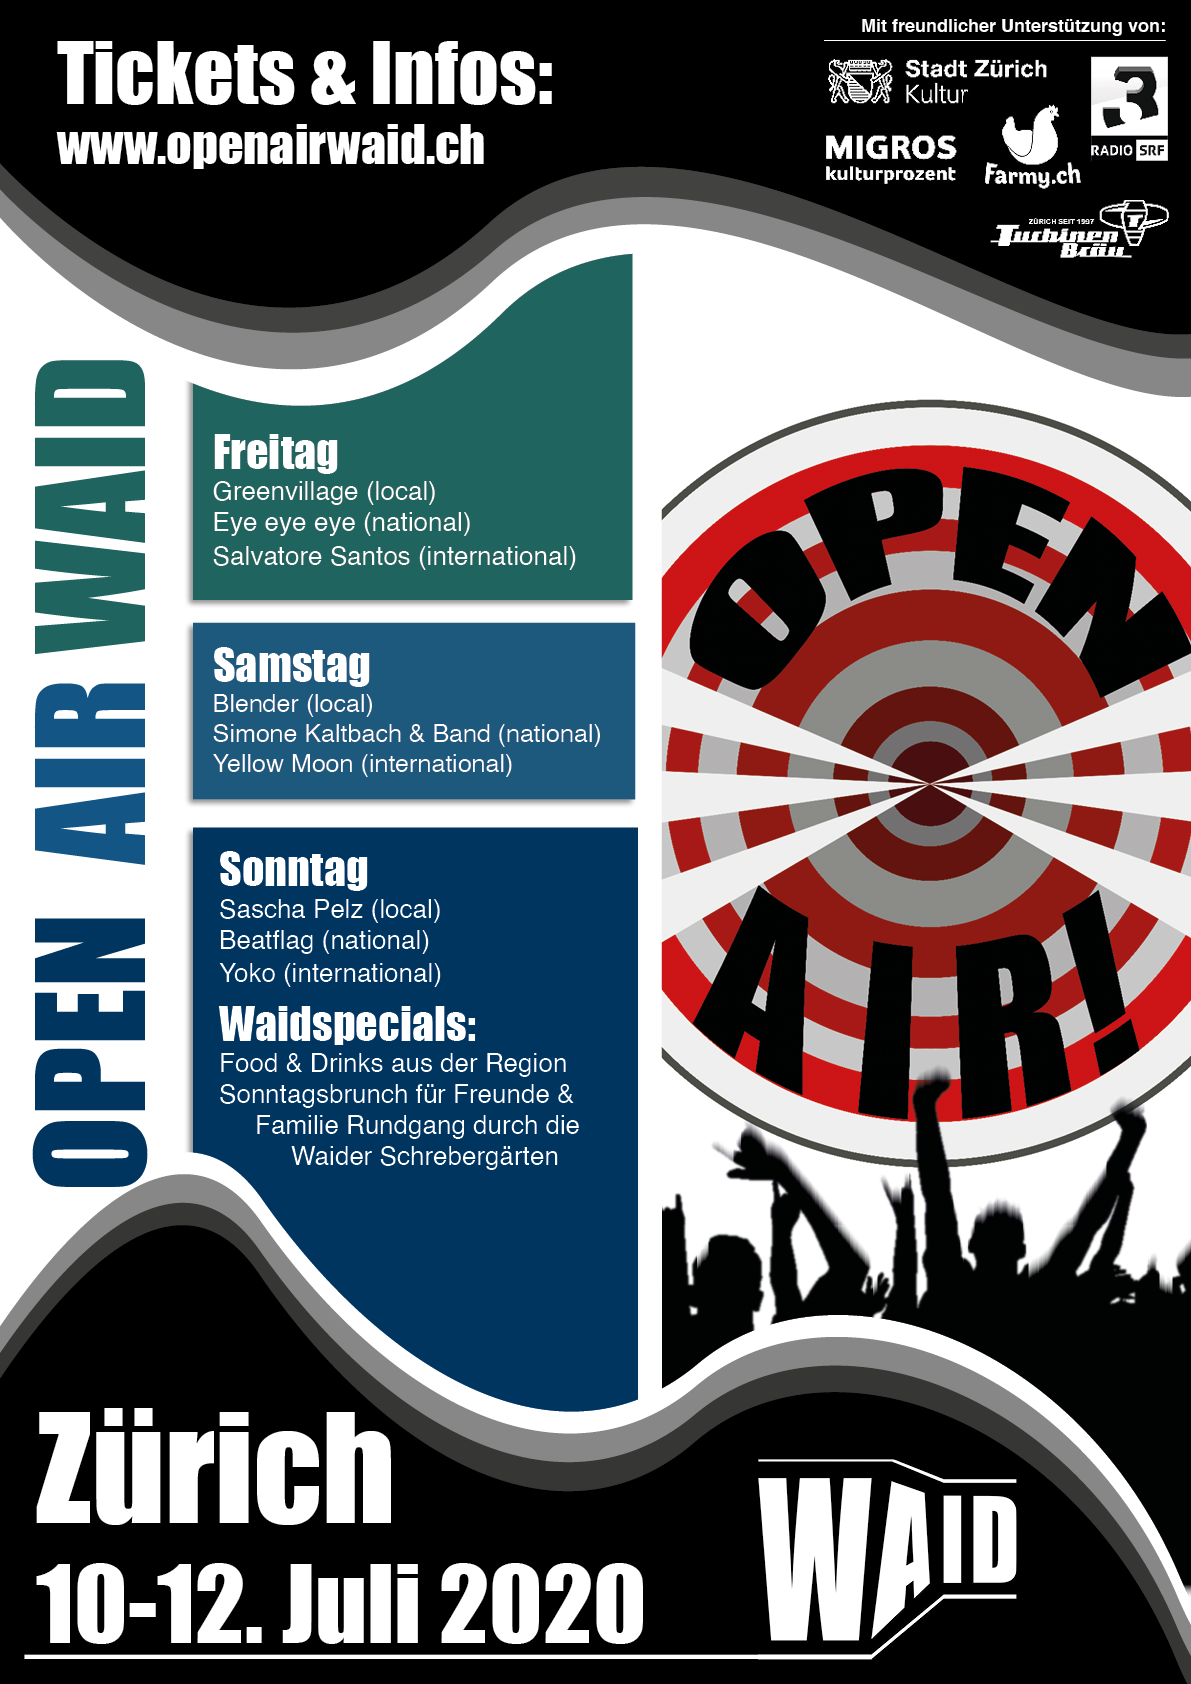 Tickets & Infos:
www.openairwaid.ch
Mit freundlicher Unterstützung von:
Stadt Zürich
Kultur
3
RADIO SRF
MIGROS
kulturprozent
Farmy.ch
ZÜRICH SEIT 1997
T
Turbinen
Bräu
OPEN AIR WAID
Freitag
Greenvillage (local)
Eye eye eye (national)
Salvatore Santos (international)
Samstag
Blender (local)
Simone Kaltbach & Band (national)
Yellow Moon (international)
Sonntag
Sascha Pelz (local)
Beatflag (national)
Yoko (international)
Waidspecials:
Food & Drinks aus der Region
Sonntagsbrunch für Freunde &
Familie Rundgang durch die
Waider Schrebergärten
OPEN
AIR!
Zürich
10-12. Juli 2020
WAID